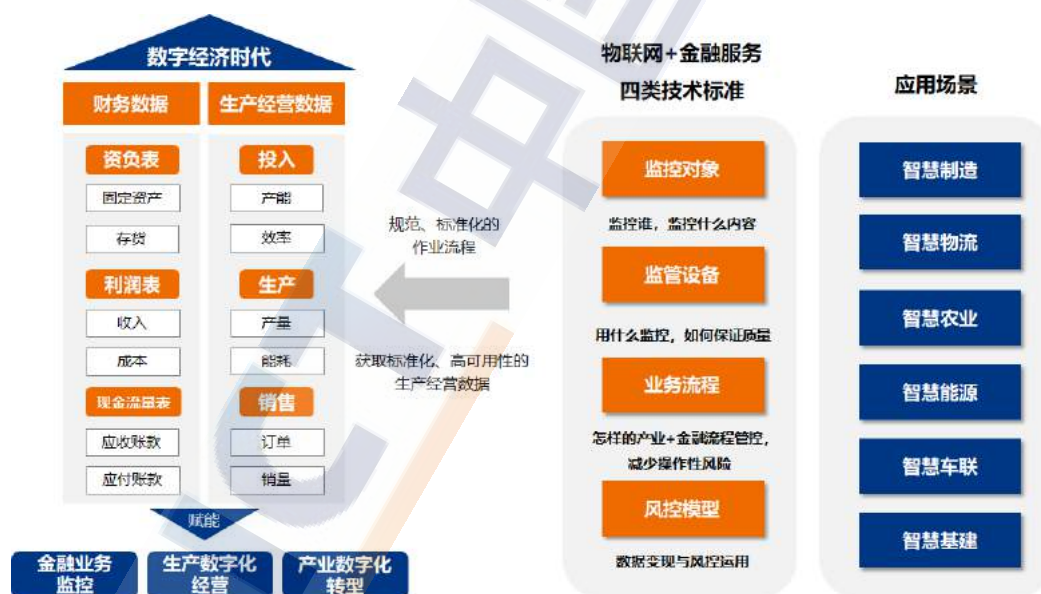 数字经济时代
财务数据
生产经营数据
资负表
固定资产
存货
利润表
收入
成本
现金流量表
应收账款
应付账款
投入
产能
效率
生产
产量
能耗
销售
订单
销量
赋能
金融业务
监控
生产数字化
经营
产业数字化
转型
规范、标准化的
作业流程
获取标准化、高可用性的
生产经营数据
物联网+金融服务
四类技术标准
监控对象
监控谁，监控什么内容
监管设备
用什么监控，如何保证质量
业务流程
怎样的产业+金融流程管控，
减少操作性风险
风控模型
数据变现与风控运用
应用场景
智慧制造
智慧物流
智慧农业
智慧能源
智慧车联
智慧基建